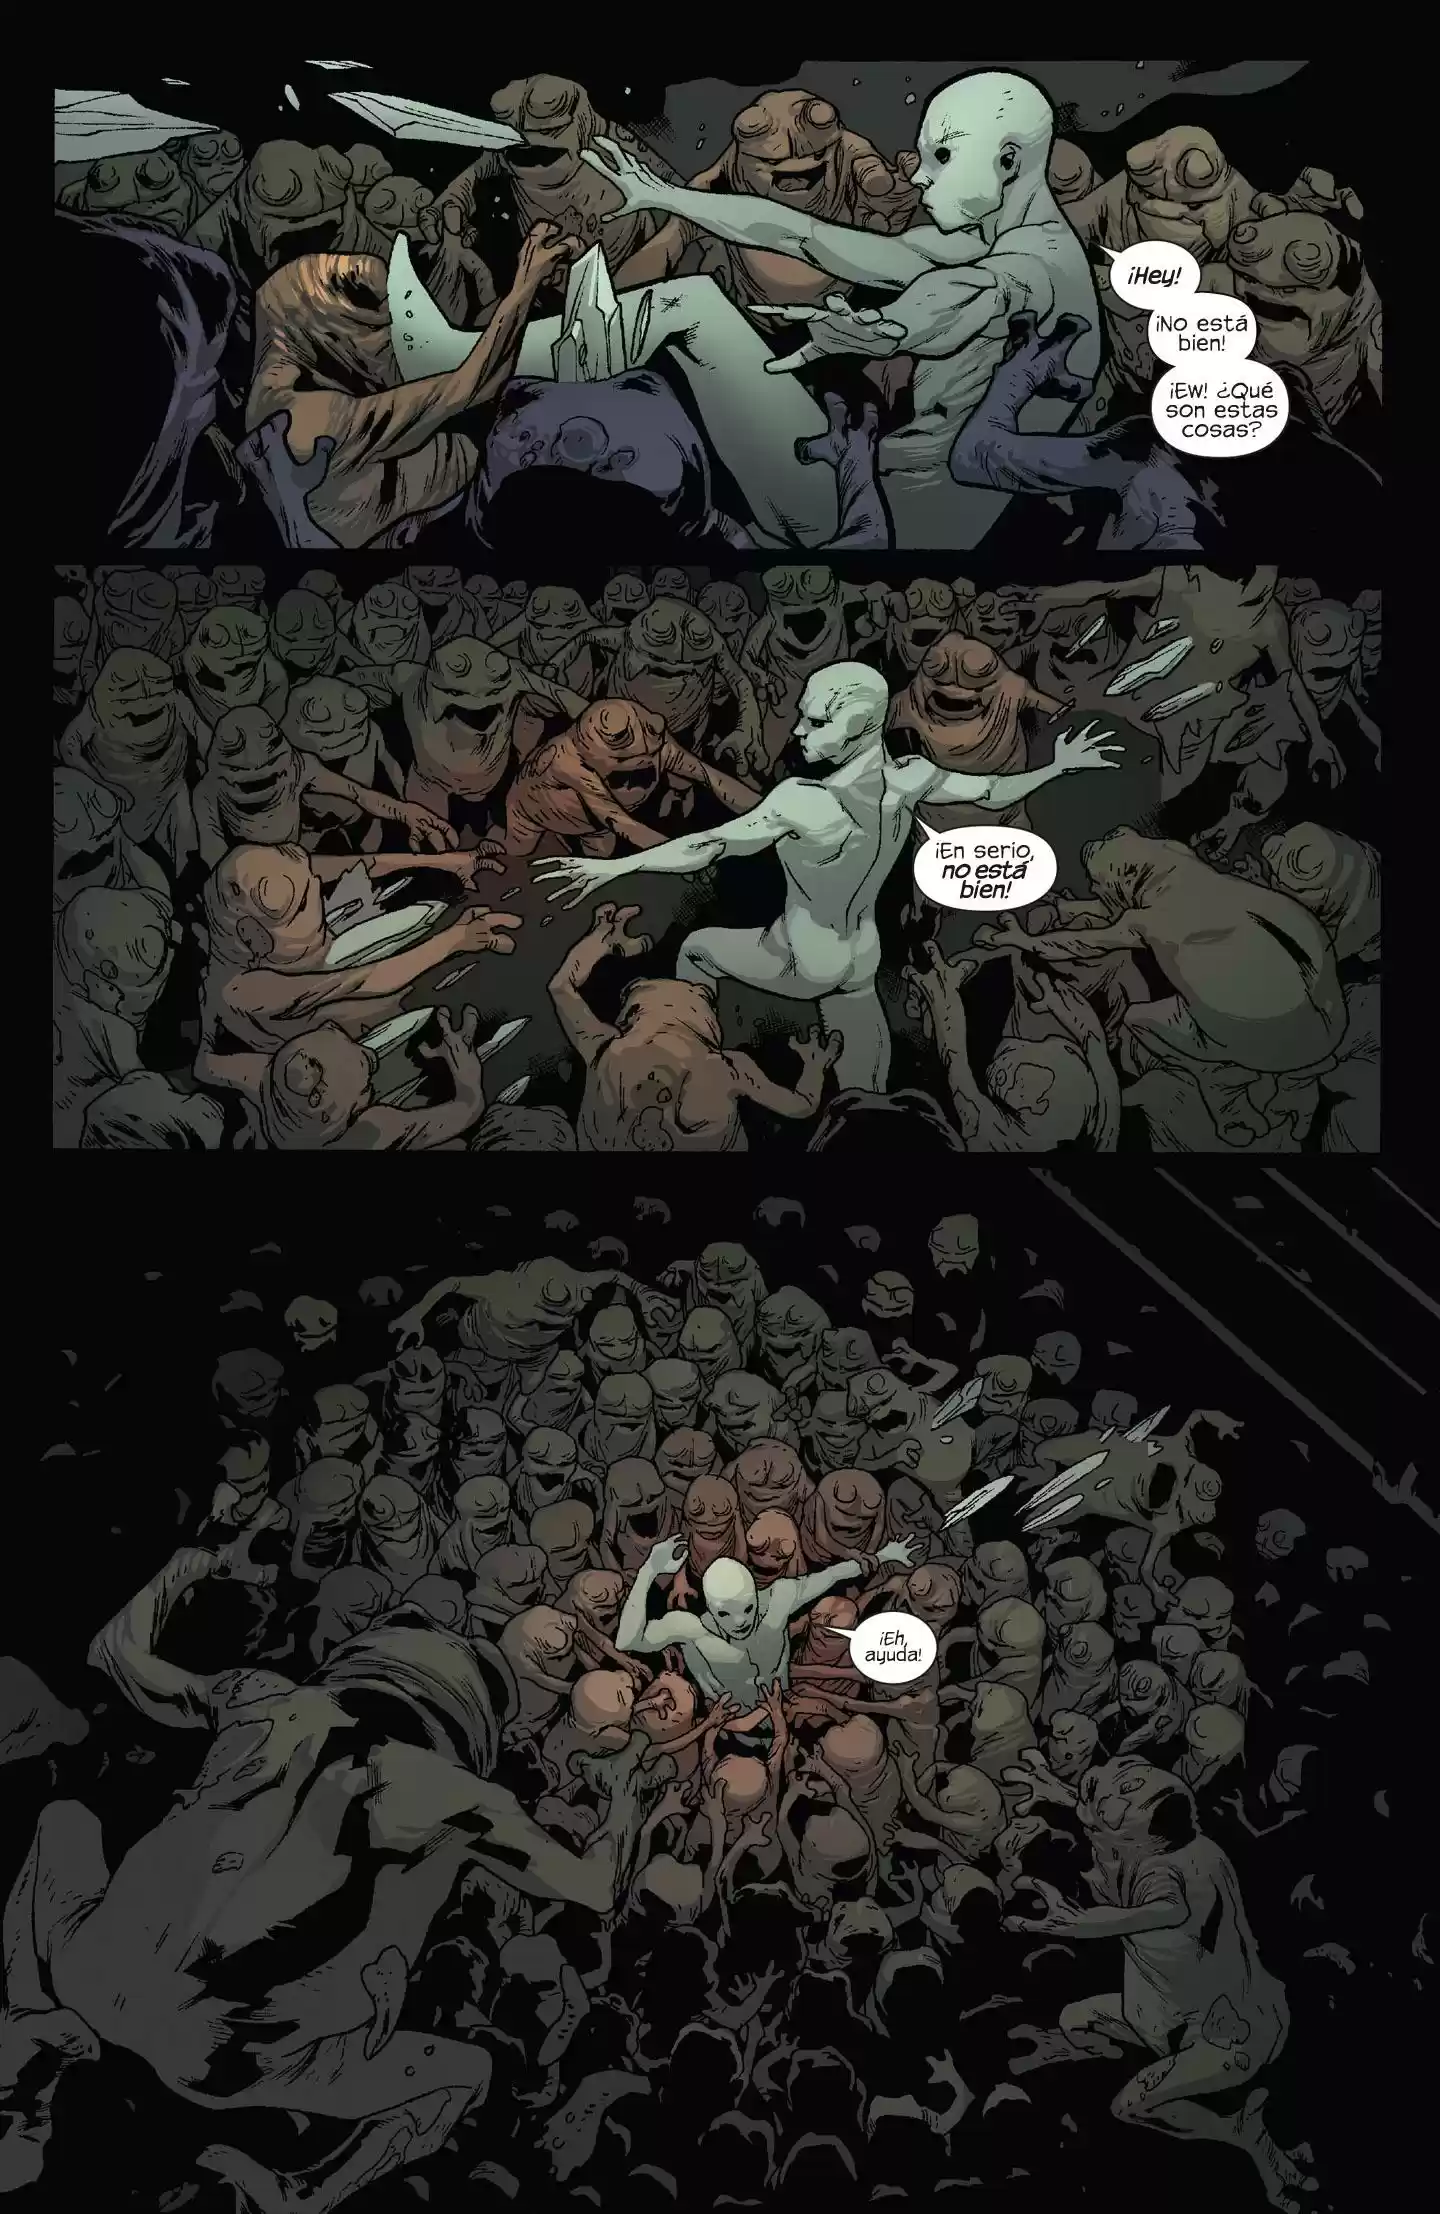 ¡Hey!
¡No está
bien!
¡Ew! ¿Qué
son estas
cosas?
¡En serio,
no está
bien!
¡Eh,
ayuda!